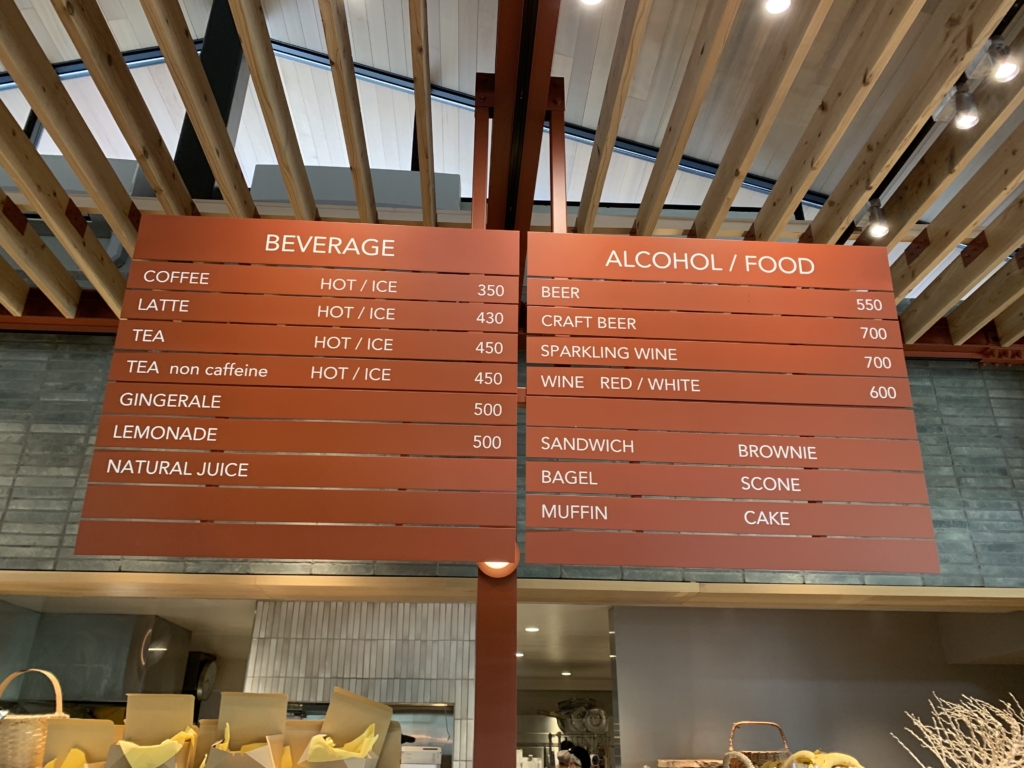 BEVERAGE
COFFEE HOT / ICE 350
LATTE HOT / ICE 430
TEA HOT / ICE 450
TEA non caffeine HOT / ICE 450
GINGERALE 500
LEMONADE 500
NATURAL JUICE
ALCOHOL / FOOD
BEER 550
CRAFT BEER 700
SPARKLING WINE 700
WINE RED / WHITE 600
SANDWICH BROWNIE
BAGEL SCONE
MUFFIN CAKE